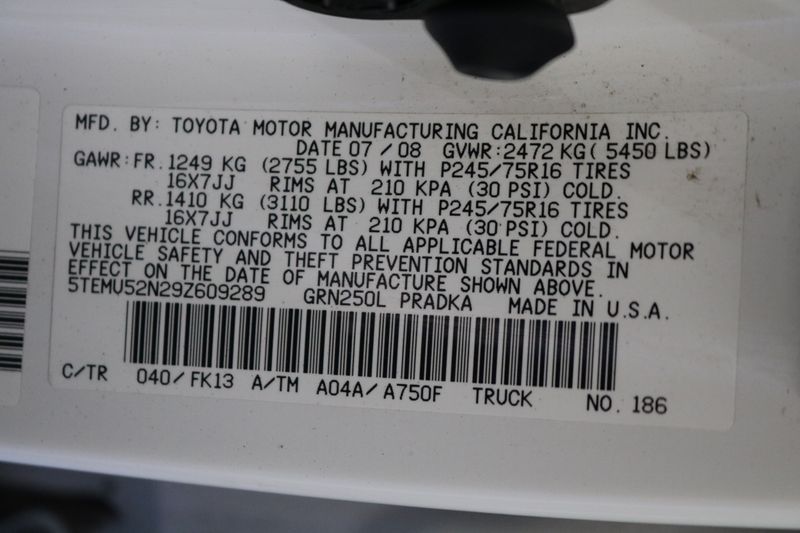 MFD. BY: TOYOTA MOTOR MANUFACTURING CALIFORNIA INC.
DATE 07/08 GVWR:2472 KG( 5450 LBS)
GAWR: FR. 1249 KG (2755 LBS) WITH P245/75R16 TIRES
16X7JJ RIMS AT 210 KPA (30 PSI) COLD.
RR. 1410 KG (3110 LBS) WITH P245/75R16 TIRES
16X7JJ RIMS AT 210 KPA (30 PSI) COLD.
THIS VEHICLE CONFORMS TO ALL APPLICABLE FEDERAL MOTOR
VEHICLE SAFETY AND THEFT PREVENTION STANDARDS IN
EFFECT ON THE DATE OF MANUFACTURE SHOWN ABOVE.
5TEMU52N29Z609289 GRN250L PRADKA MADE IN U.S.A.
C/TR 040/FK13 A/TM A04A/A750F TRUCK NO. 186